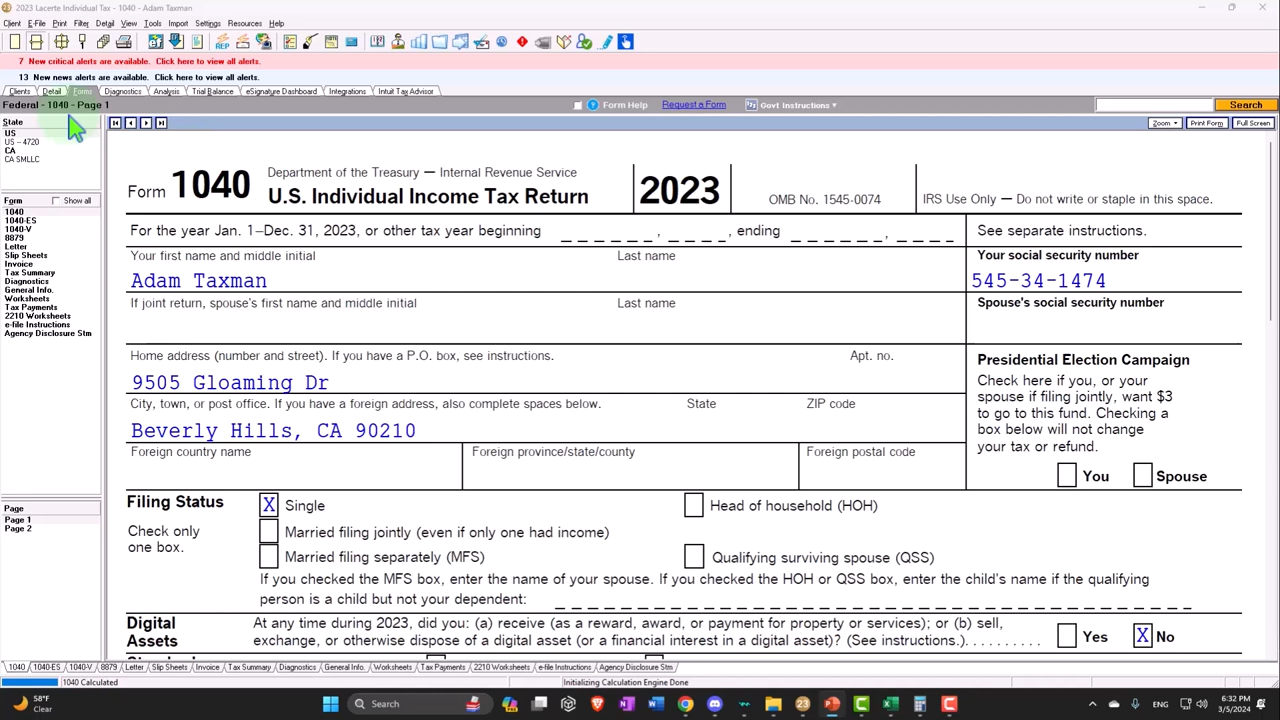 2023 Lacerte Individual Tax - 1040 - Adam Taxman
Client E-File Print Filter Detail View Tools Import Settings Resources Help
7 New critical alerts are available. Click here to view all alerts.
13 New news alerts are available. Click here to view all alerts.
Clients Detail Forms Diagnostics Analysis Trial Balance eSignature Dashboard Integrations Intuit Tax Advisor
Federal - 1040 - Page 1 Form Help Request a Form Govt Instructions Search
State
US
US - 4720
CA
CA SMLLC
Form Show all
1040
1040-ES
1040-V
8879
Letter
Slip Sheets
Invoice
Tax Summary
Diagnostics
General Info.
Worksheets
Tax Payments
2210 Worksheets
e-file Instructions
Agency Disclosure Stm
Page
Page 1
Page 2
Zoom Print Form Full Screen
Form 1040 Department of the Treasury — Internal Revenue Service
U.S. Individual Income Tax Return 2023 OMB No. 1545-0074 IRS Use Only — Do not write or staple in this space.
For the year Jan. 1–Dec. 31, 2023, or other tax year beginning , , ending , See separate instructions.
Your first name and middle initial Last name Your social security number
Adam Taxman 545-34-1474
If joint return, spouse's first name and middle initial Last name Spouse's social security number
Home address (number and street). If you have a P.O. box, see instructions. Apt. no.
9505 Gloaming Dr
City, town, or post office. If you have a foreign address, also complete spaces below. State ZIP code
Beverly Hills, CA 90210
Foreign country name Foreign province/state/county Foreign postal code
Presidential Election Campaign
Check here if you, or your
spouse if filing jointly, want $3
to go to this fund. Checking a
box below will not change
your tax or refund.
You Spouse
Filing Status X Single Head of household (HOH)
Check only
one box.
Married filing jointly (even if only one had income)
Married filing separately (MFS) Qualifying surviving spouse (QSS)
If you checked the MFS box, enter the name of your spouse. If you checked the HOH or QSS box, enter the child's name if the qualifying
person is a child but not your dependent:
Digital
Assets
At any time during 2023, did you: (a) receive (as a reward, award, or payment for property or services); or (b) sell,
exchange, or otherwise dispose of a digital asset (or a financial interest in a digital asset)? (See instructions.) . . . . . . . . . . Yes X No
1040 1040-ES 1040-V 8879 Letter Slip Sheets Invoice Tax Summary Diagnostics General Info. Worksheets Tax Payments 2210 Worksheets e-file Instructions Agency Disclosure Stm
1040 Calculated Initializing Calculation Engine Done
58°F
Clear
Search
ENG
6:32 PM
3/5/2024